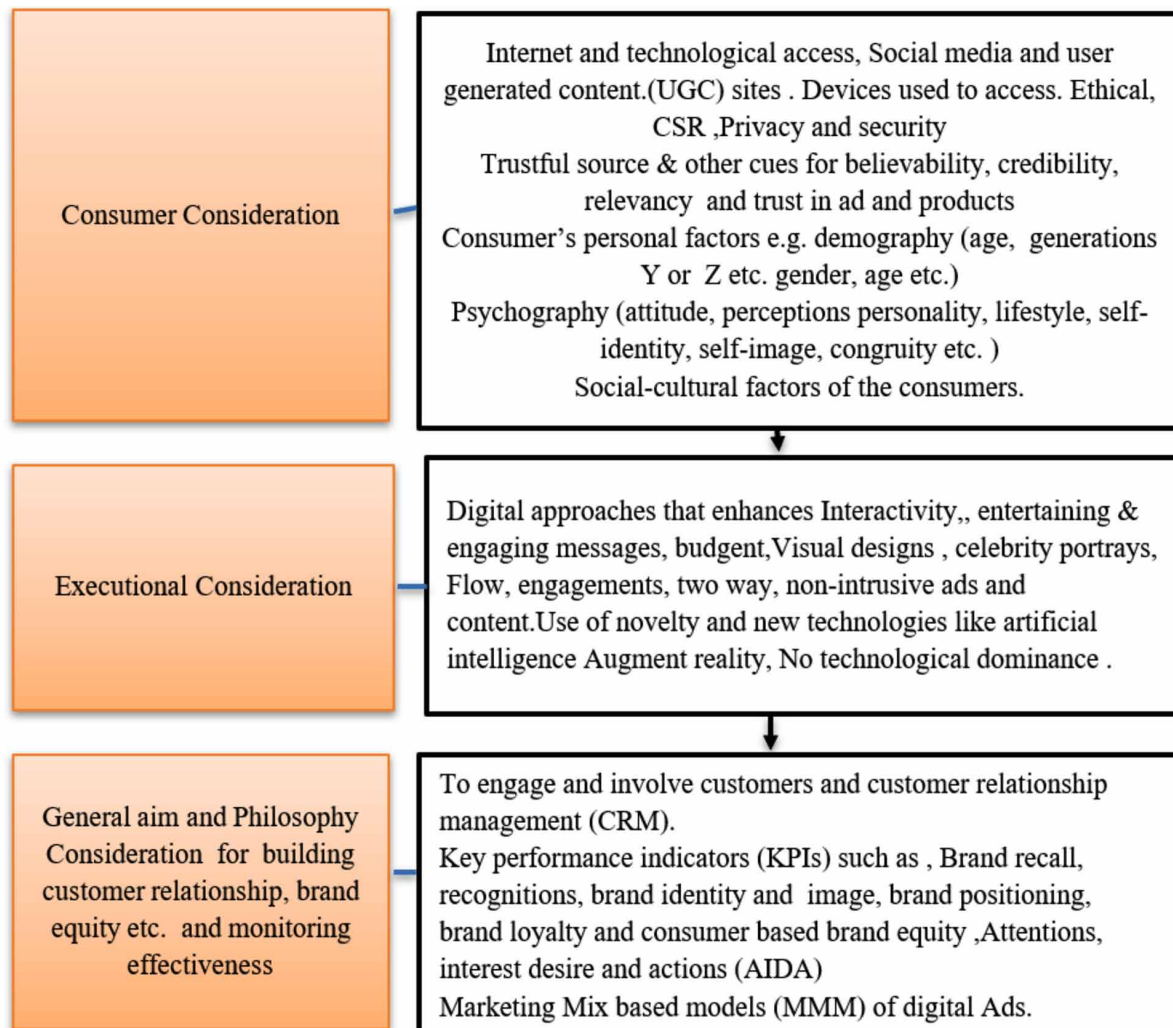 Consumer Consideration
Internet and technological access, Social media and user
generated content.(UGC) sites . Devices used to access. Ethical,
CSR ,Privacy and security
Trustful source & other cues for believability, credibility,
relevancy and trust in ad and products
Consumer’s personal factors e.g. demography (age, generations
Y or Z etc. gender, age etc.)
Psychography (attitude, perceptions personality, lifestyle, self-
identity, self-image, congruity etc. )
Social-cultural factors of the consumers.
Executional Consideration
Digital approaches that enhances Interactivity,, entertaining &
engaging messages, budgent,Visual designs , celebrity portrays,
Flow, engagements, two way, non-intrusive ads and
content.Use of novelty and new technologies like artificial
intelligence Augment reality, No technological dominance .
General aim and Philosophy
Consideration for building
customer relationship, brand
equity etc. and monitoring
effectiveness
To engage and involve customers and customer relationship
management (CRM).
Key performance indicators (KPIs) such as , Brand recall,
recognitions, brand identity and image, brand positioning,
brand loyalty and consumer based brand equity ,Attentions,
interest desire and actions (AIDA)
Marketing Mix based models (MMM) of digital Ads.